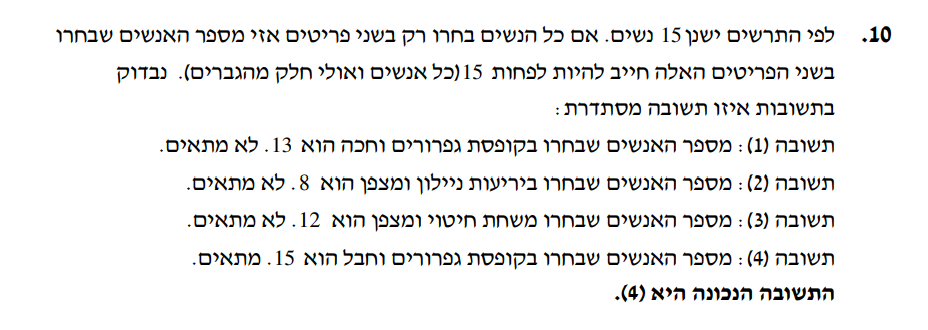 10. לפי התרשים ישנן 15 נשים. אם כל הנשים בחרו רק בשני פריטים אזי מספר האנשים שבחרו
בשני הפריטים האלה חייב להיות לפחות 15 (כל אנשים ואולי חלק מהגברים). נבדוק
בתשובות איזו תשובה מסתדרת:
תשובה (1): מספר האנשים שבחרו בקופסת גפרורים וחכה הוא 13. לא מתאים.
תשובה (2): מספר האנשים שבחרו ביריעות ניילון ומצפן הוא 8. לא מתאים.
תשובה (3): מספר האנשים שבחרו משחת חיטוי ומצפן הוא 12. לא מתאים.
תשובה (4): מספר האנשים שבחרו בקופסת גפרורים וחבל הוא 15. מתאים.
התשובה הנכונה היא (4).